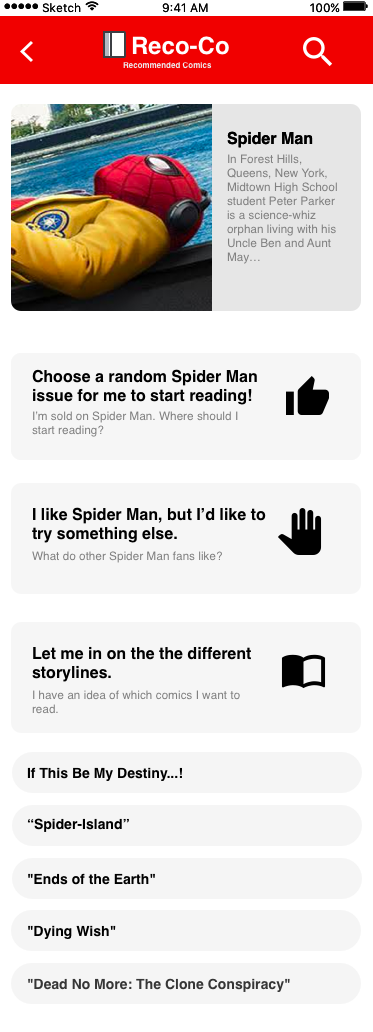 Sketch 9:41 AM 100%
Reco-Co
Recommended Comics
Spider Man
In Forest Hills,
Queens, New York,
Midtown High School
student Peter Parker
is a science-whiz
orphan living with his
Uncle Ben and Aunt
May…
Choose a random Spider Man
issue for me to start reading!
I’m sold on Spider Man. Where should I
start reading?
I like Spider Man, but I’d like to
try something else.
What do other Spider Man fans like?
Let me in on the the different
storylines.
I have an idea of which comics I want to
read.
If This Be My Destiny...!
“Spider-Island”
"Ends of the Earth"
"Dying Wish"
"Dead No More: The Clone Conspiracy"